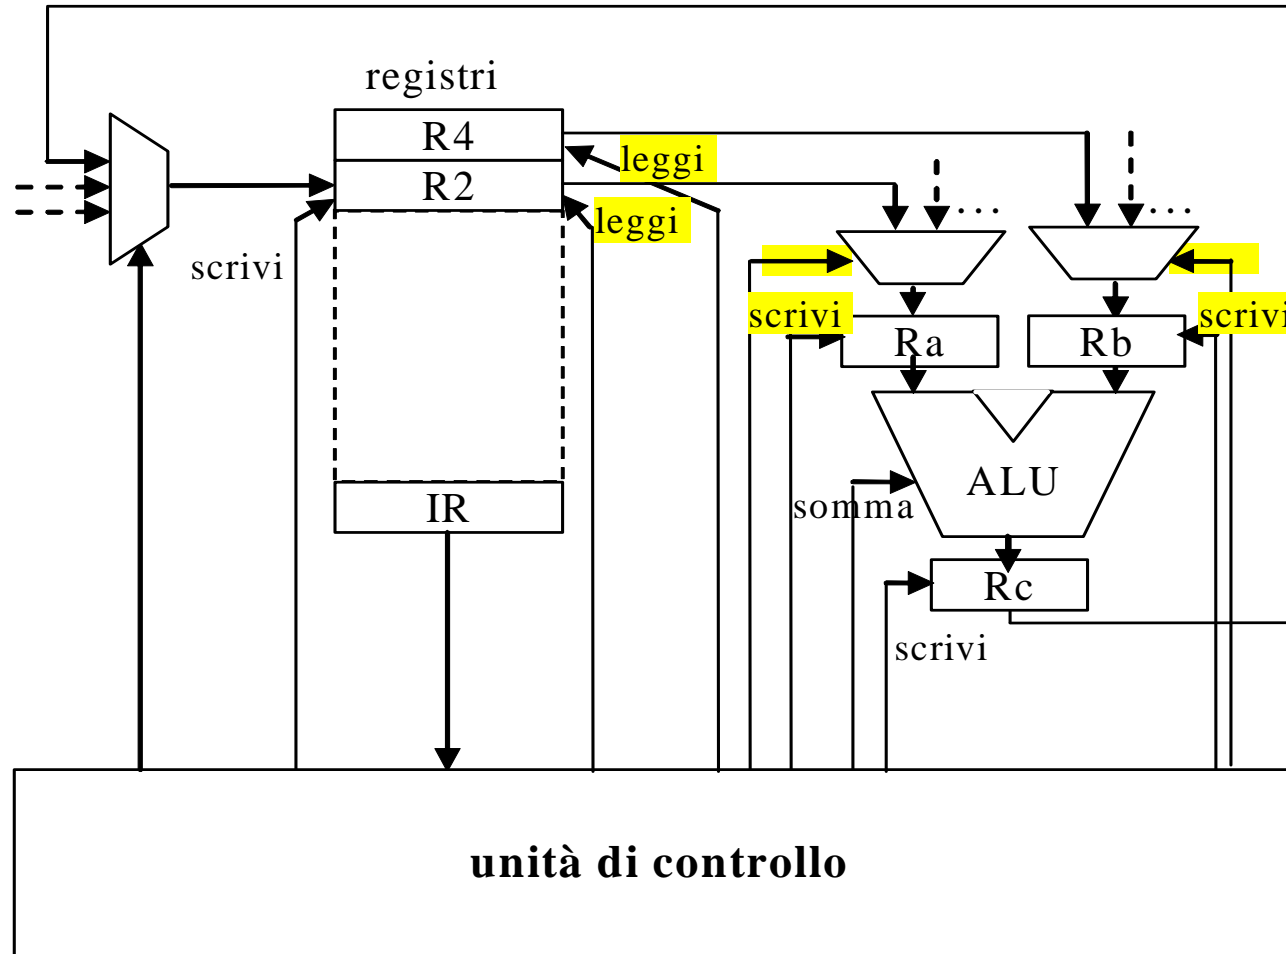 registri
R4
leggi
R2
leggi
...
...
scrivi
scrivi
scrivi
Ra
Rb
ALU
somma
IR
Rc
scrivi
unità di controllo